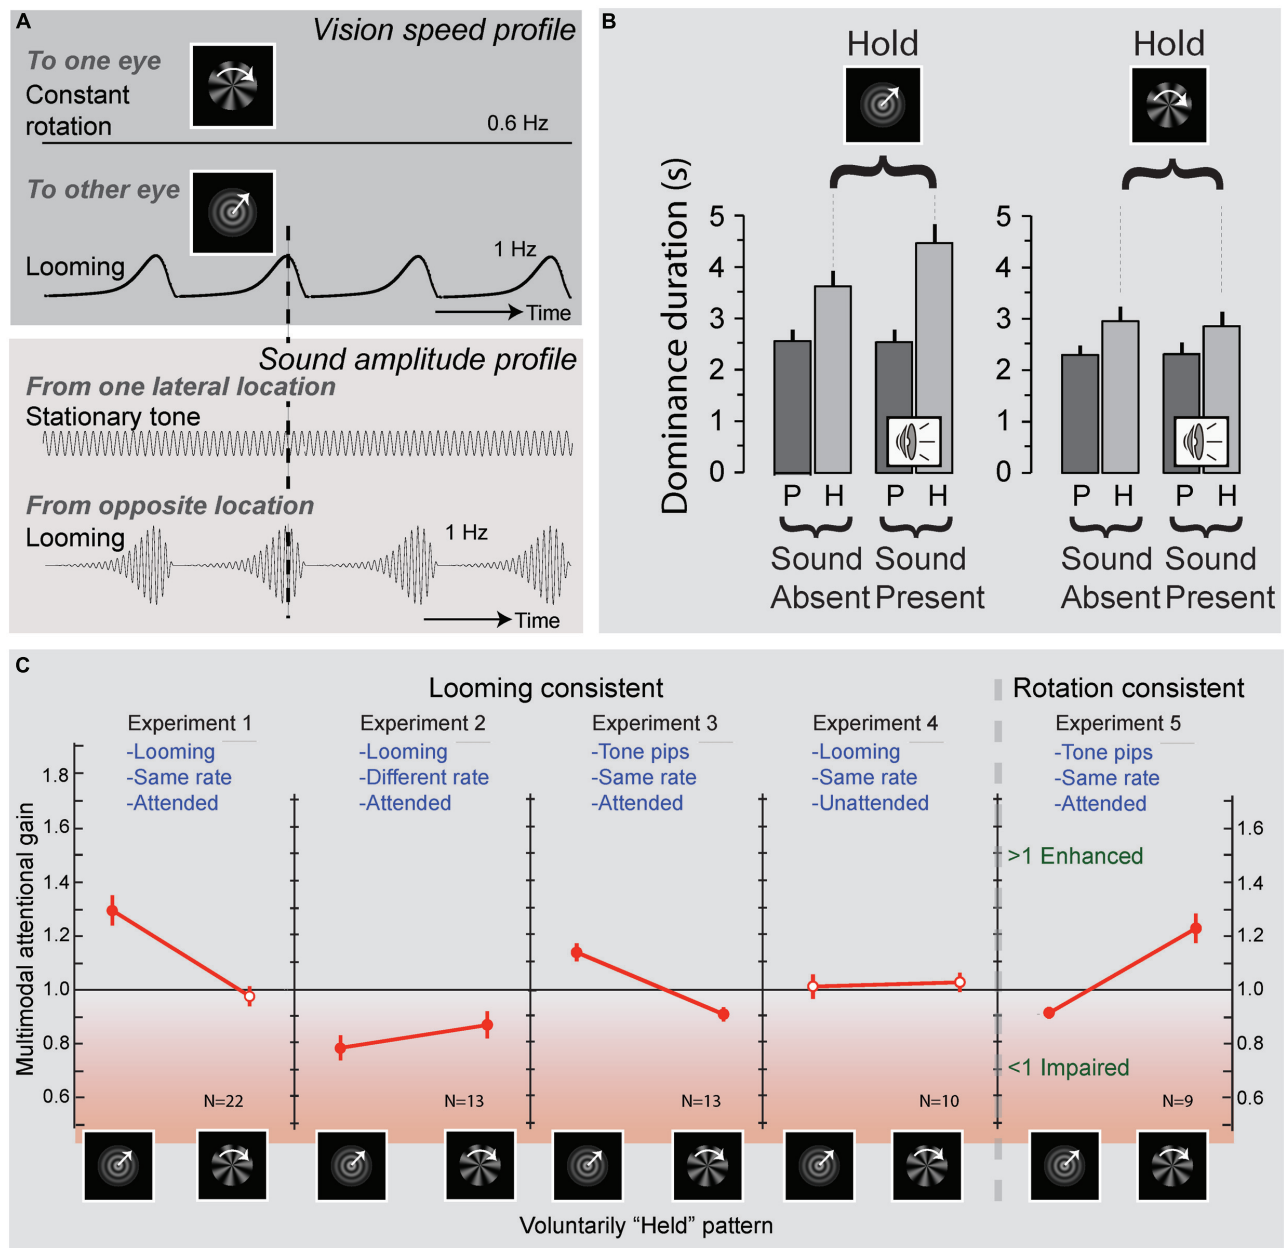 A
Vision speed profile
To one eye
Constant
rotation
0.6 Hz
To other eye
Looming
1 Hz
Time
Sound amplitude profile
From one lateral location
Stationary tone
From opposite location
Looming
1 Hz
Time
B
Hold
Hold
Dominance duration (s)
5
4
3
2
1
0
5
4
3
2
1
0
P H P H
P H P H
Sound Sound
Absent Present
Sound Sound
Absent Present
C
Looming consistent
Rotation consistent
Experiment 1
-Looming
-Same rate
-Attended
Experiment 2
-Looming
-Different rate
-Attended
Experiment 3
-Tone pips
-Same rate
-Attended
Experiment 4
-Looming
-Same rate
-Unattended
Experiment 5
-Tone pips
-Same rate
-Attended
Multimodal attentional gain
1.8
1.6
1.4
1.2
1.0
0.8
0.6
>1 Enhanced
<1 Impaired
1.6
1.4
1.2
1.0
0.8
0.6
N=22
N=13
N=13
N=10
N=9
Voluntarily “Held” pattern